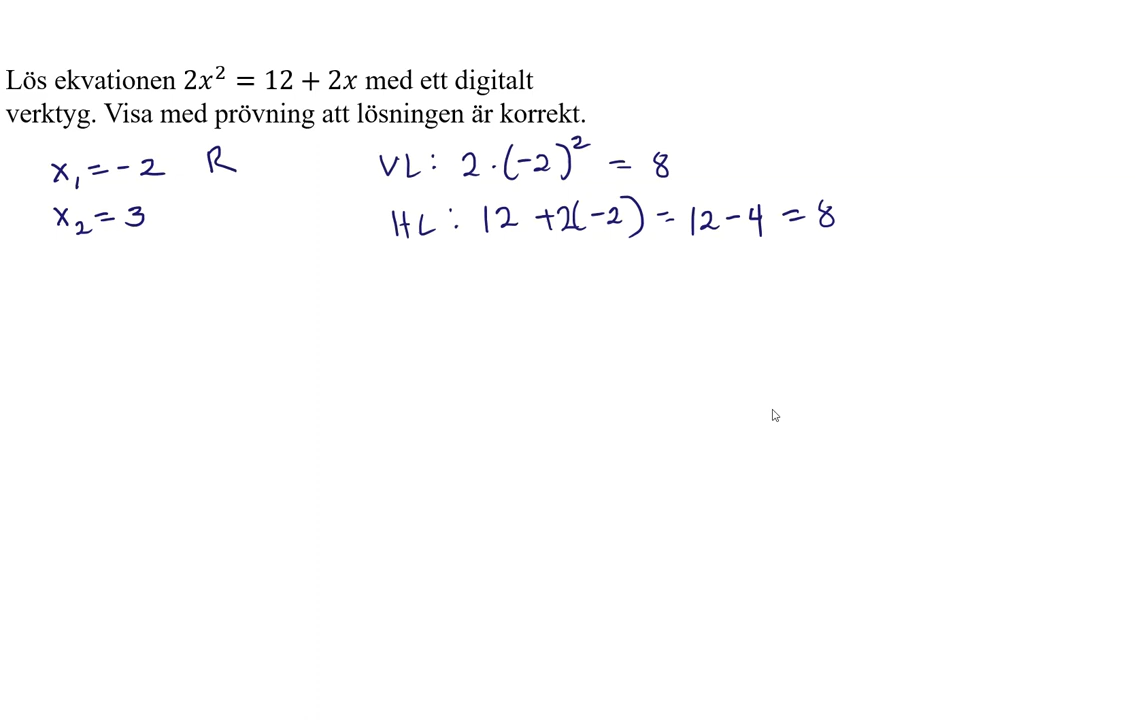 Lös ekvationen 2x² = 12 + 2x med ett digitalt
verktyg. Visa med prövning att lösningen är korrekt.
x₁ = -2 R VL: 2·(-2)² = 8
x₂ = 3 HL: 12 +2(-2) = 12-4 = 8